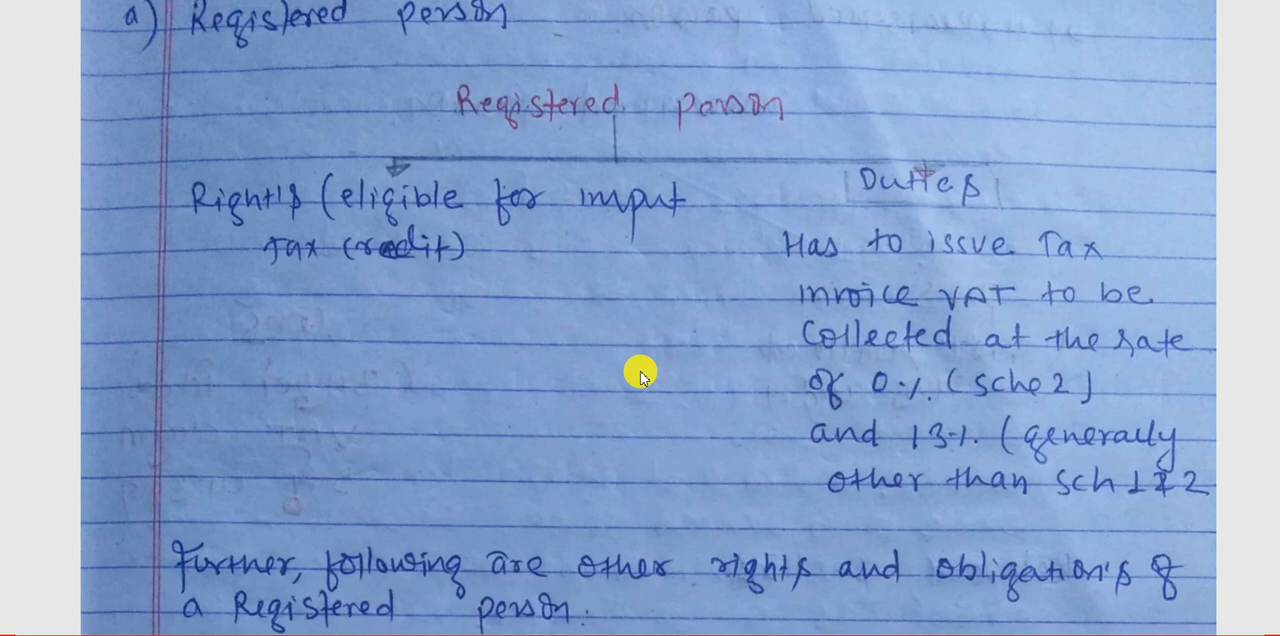 a) Registered person
Registered person
Right's (eligible for input
tax credit)
Duties
Has to issue Tax
invoice VAT to be
collected at the rate
of 0% (sche 2)
and 13% (generally
other than sch 1 & 2
Further, following are other rights and obligation's of
a Registered person.